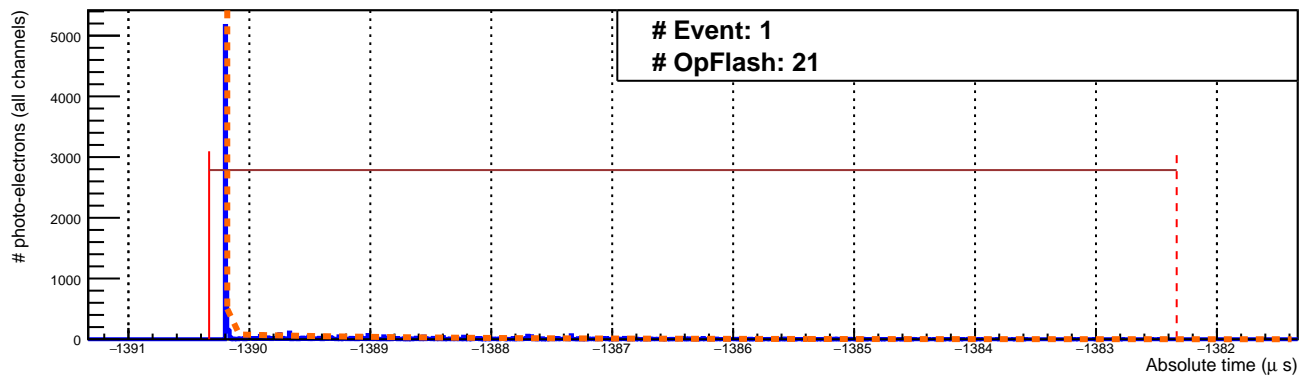 # Event: 1
# OpFlash: 21
# photo-electrons (all channels)
5000
4000
3000
2000
1000
0
−1391 −1390 −1389 −1388 −1387 −1386 −1385 −1384 −1383 −1382
Absolute time (μ s)